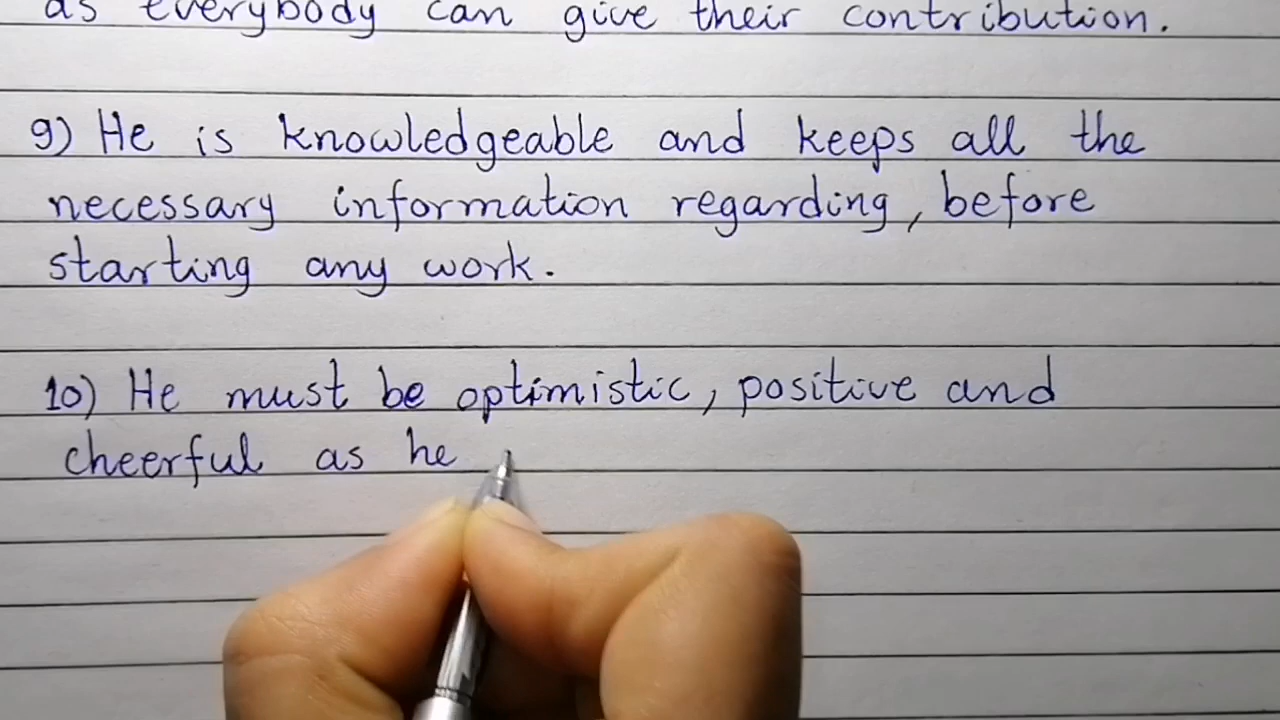 as everybody can give their contribution.
9) He is knowledgeable and keeps all the
necessary information regarding, before
starting any work.
10) He must be optimistic, positive and
cheerful as he